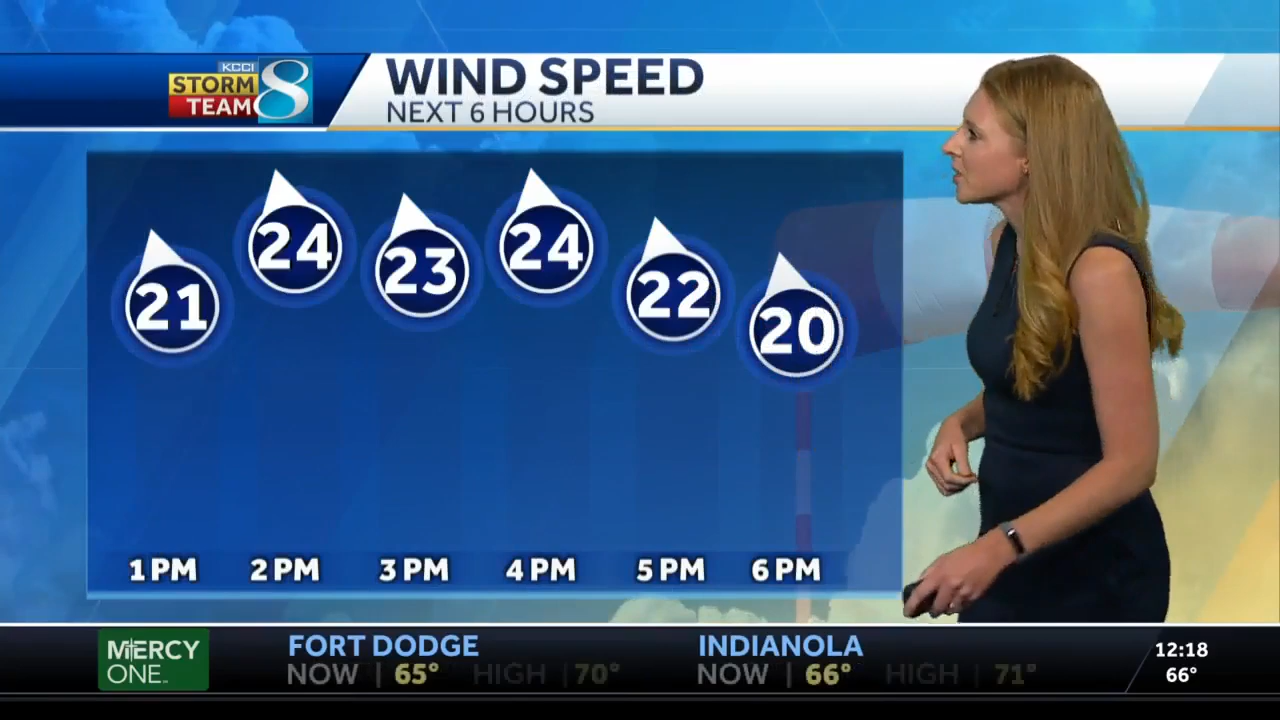 KCCI
STORM
TEAM 8
WIND SPEED
NEXT 6 HOURS
21 24 23 24 22 20
1 PM 2 PM 3 PM 4 PM 5 PM 6 PM
MERCY
ONE
FORT DODGE
NOW | 65° HIGH | 70°
INDIANOLA
NOW | 66° HIGH | 71°
12:18
66°